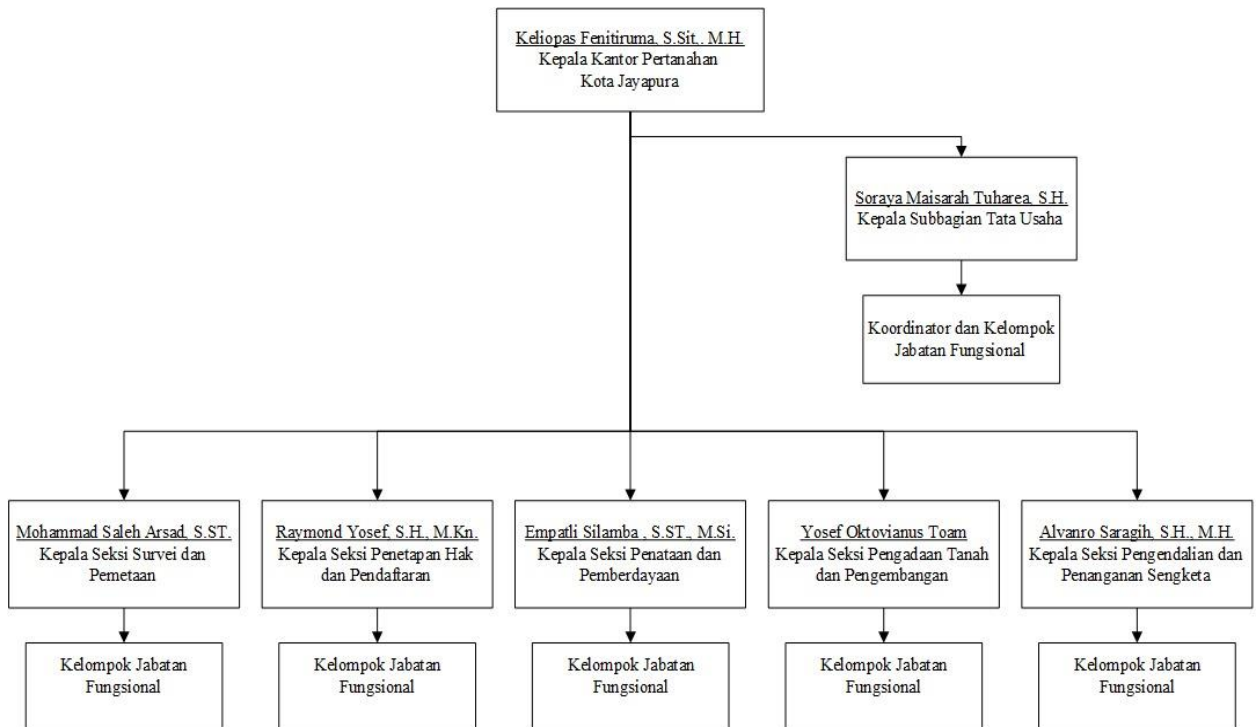 Keliopas Fenitiruma, S.Sit,. M.H.
Kepala Kantor Pertanahan
Kota Jayapura
Soraya Maisarah Tuharea, S.H.
Kepala Subbagian Tata Usaha
Koordinator dan Kelompok
Jabatan Fungsional
Mohammad Saleh Arsad, S.ST.
Kepala Seksi Survei dan
Pemetaan
Raymond Yosef, S.H., M.Kn.
Kepala Seksi Penetapan Hak
dan Pendaftaran
Empatli Silamba , S.ST., M.Si.
Kepala Seksi Penataan dan
Pemberdayaan
Yosef Oktovianus Toam
Kepala Seksi Pengadaan Tanah
dan Pengembangan
Alvanro Saragih, S.H., M.H.
Kepala Seksi Pengendalian dan
Penanganan Sengketa
Kelompok Jabatan
Fungsional
Kelompok Jabatan
Fungsional
Kelompok Jabatan
Fungsional
Kelompok Jabatan
Fungsional
Kelompok Jabatan
Fungsional